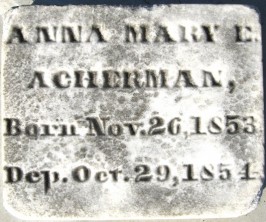 ANNA MARY E.
ACHERMAN,
Born Nov. 26, 1853
Dep. Oct. 29, 1854